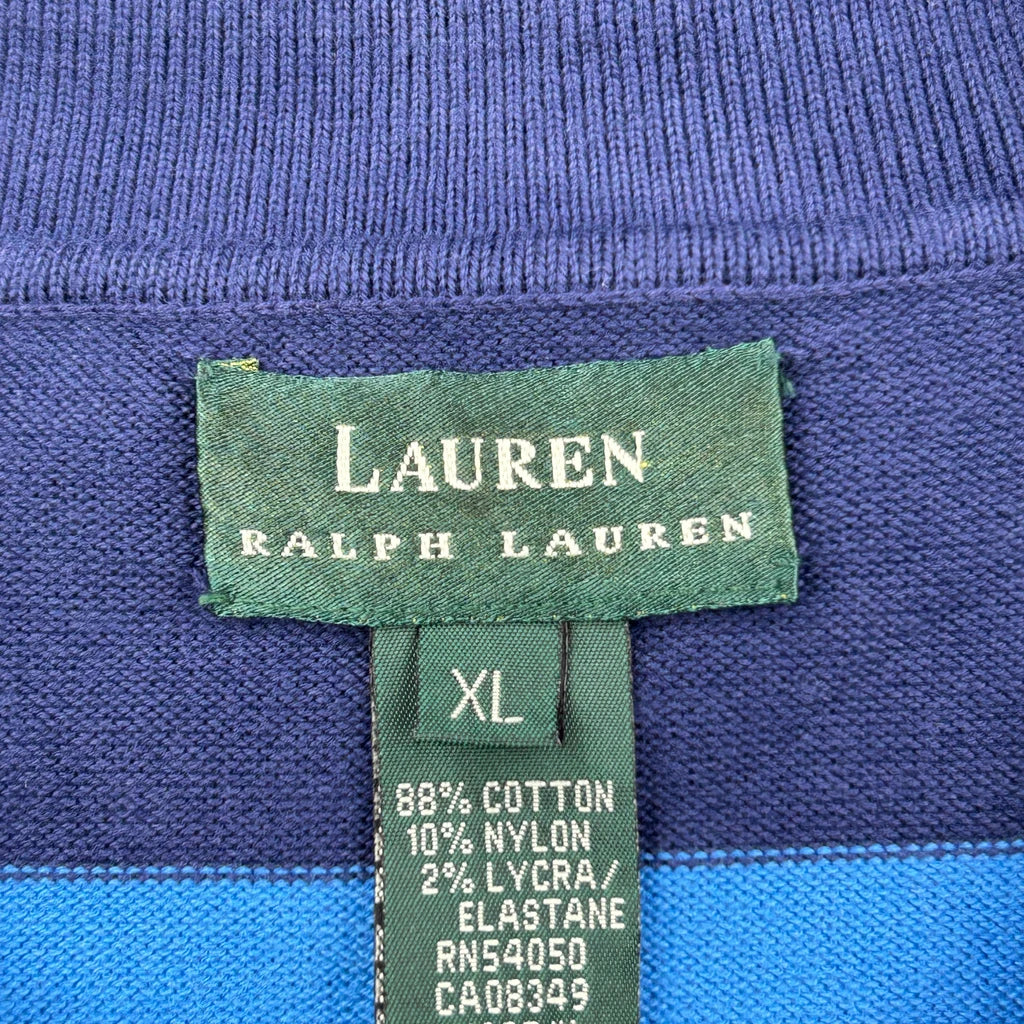 LAUREN
RALPH LAUREN
XL
88% COTTON
10% NYLON
2% LYCRA/
ELASTANE
RN54050
CA08349